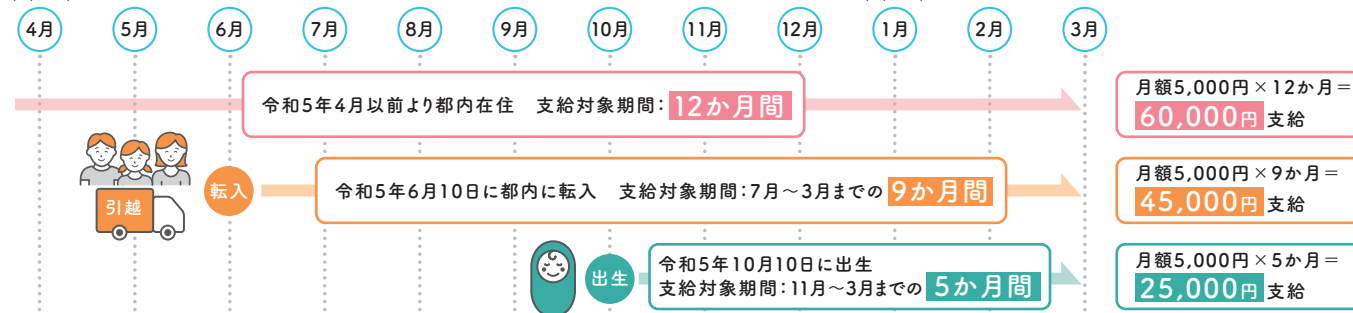 4月 5月 6月 7月 8月 9月 10月 11月 12月 1月 2月 3月
令和5年4月以前より都内在住 支給対象期間：12か月間
月額5,000円×12か月＝
60,000円 支給
引越
転入
令和5年6月10日に都内に転入 支給対象期間：7月～3月までの 9か月間
月額5,000円×9か月＝
45,000円 支給
出生
令和5年10月10日に出生
支給対象期間：11月～3月までの 5か月間
月額5,000円×5か月＝
25,000円 支給